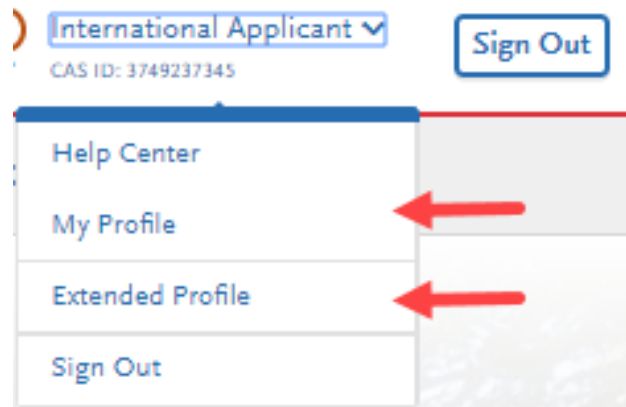 International Applicant
Sign Out
CAS ID: 3749237345
Help Center
My Profile
Extended Profile
Sign Out